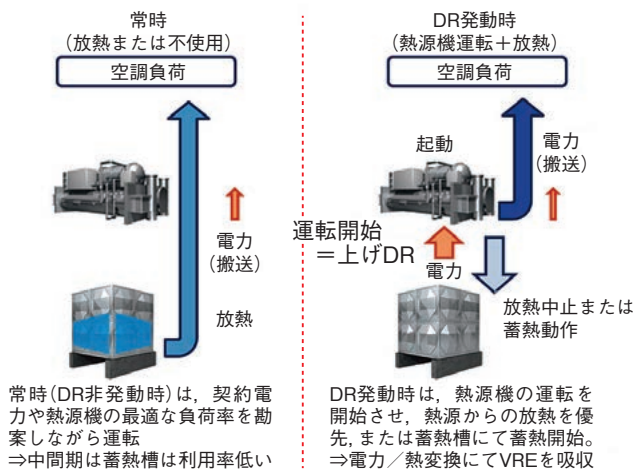 常時
(放熱または不使用)
空調負荷
電力
(搬送)
放熱
常時(DR非発動時)は，契約電
力や熱源機の最適な負荷率を勘
案しながら運転
⇒中間期は蓄熱槽は利用率低い
DR発動時
(熱源機運転＋放熱)
空調負荷
起動
電力
(搬送)
運転開始
＝上げDR
電力
放熱中止または
蓄熱動作
DR発動時は，熱源機の運転を
開始させ，熱源からの放熱を優
先，または蓄熱槽にて蓄熱開始。
⇒電力／熱変換にてVREを吸収